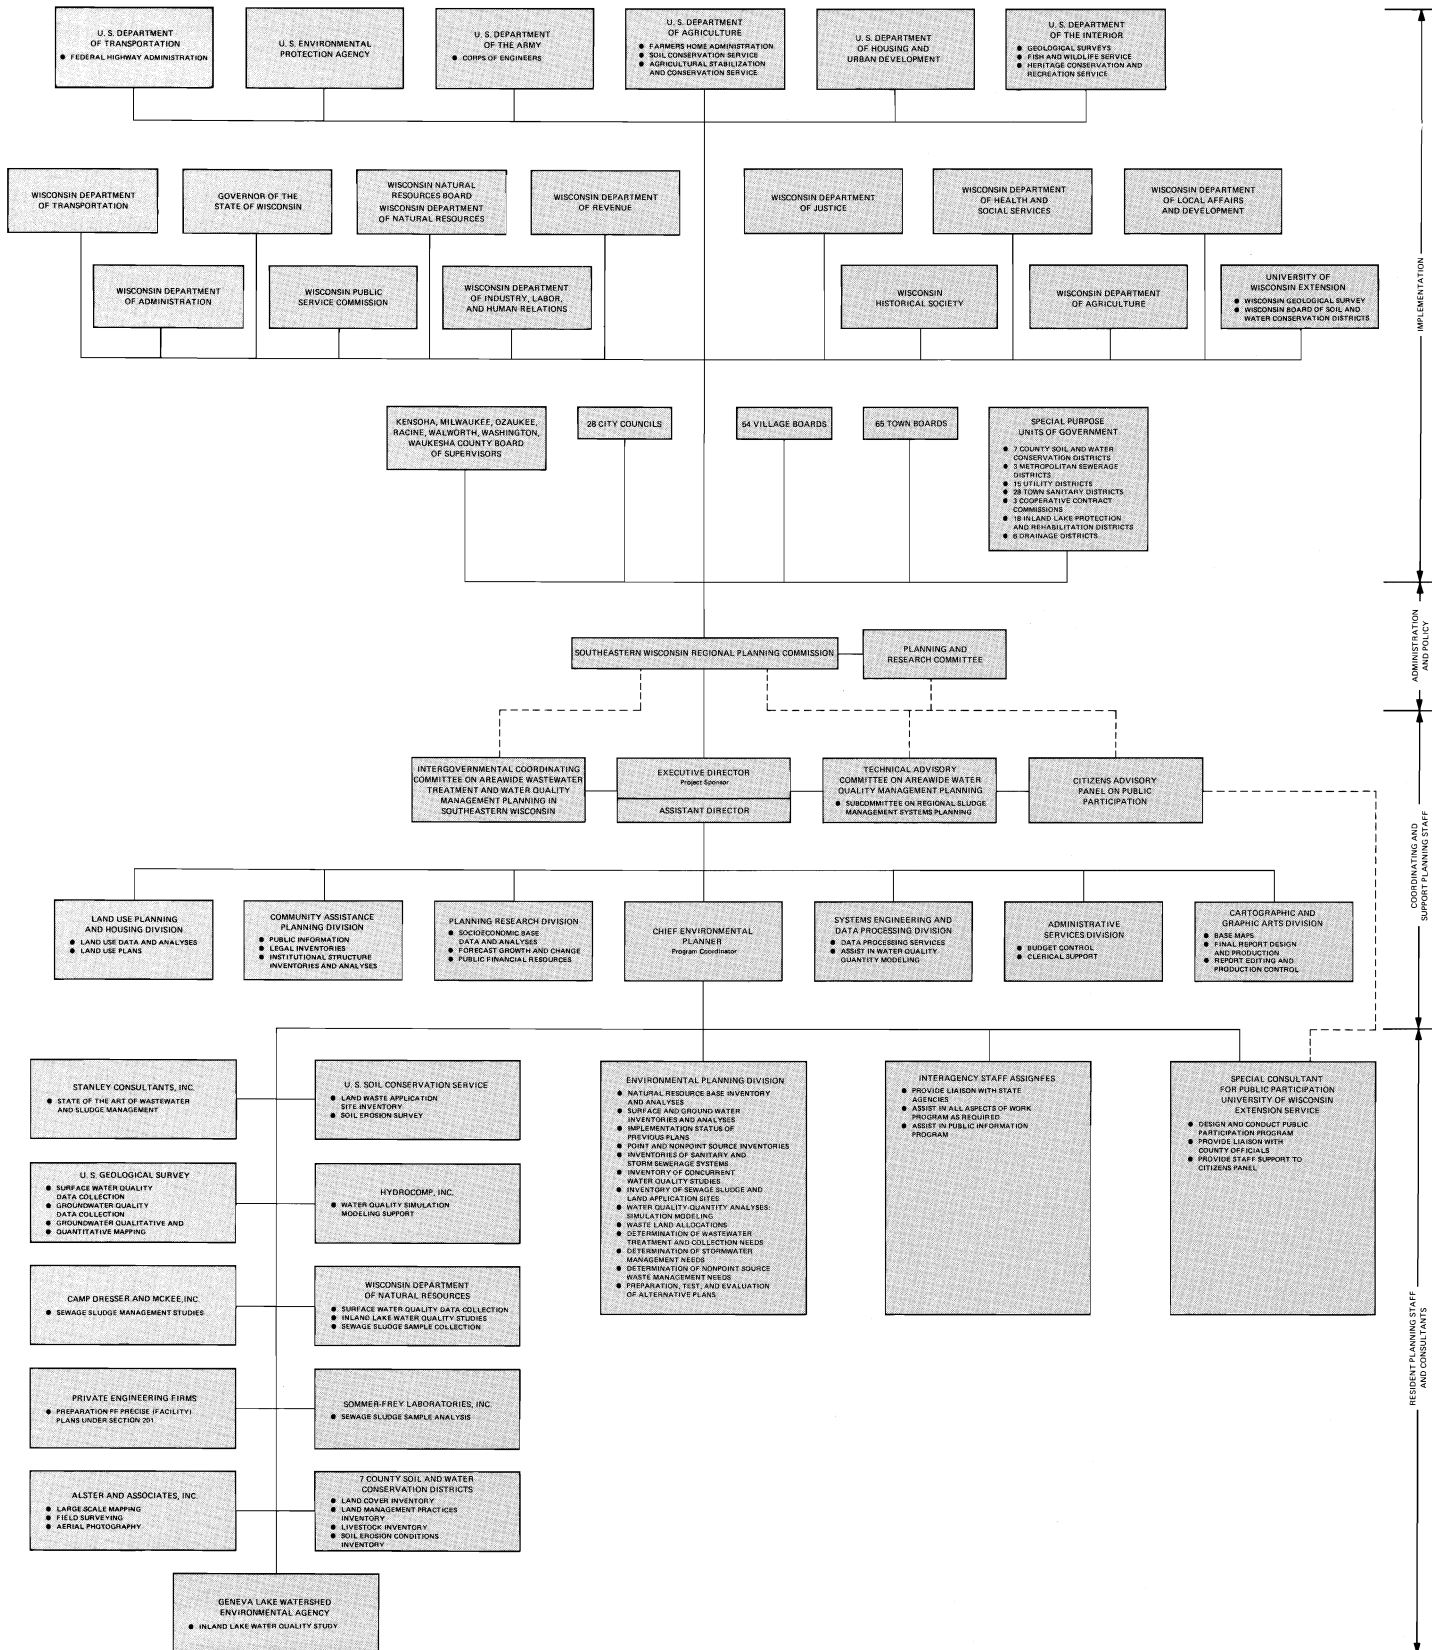 U. S. DEPARTMENT
OF TRANSPORTATION
● FEDERAL HIGHWAY ADMINISTRATION
U. S. ENVIRONMENTAL
PROTECTION AGENCY
U. S. DEPARTMENT
OF THE ARMY
● CORPS OF ENGINEERS
U. S. DEPARTMENT
OF AGRICULTURE
● FARMERS HOME ADMINISTRATION
● SOIL CONSERVATION SERVICE
● AGRICULTURAL STABILIZATION
AND CONSERVATION SERVICE
U. S. DEPARTMENT
OF HOUSING AND
URBAN DEVELOPMENT
U. S. DEPARTMENT
OF THE INTERIOR
● GEOLOGICAL SURVEYS
● FISH AND WILDLIFE SERVICE
● HERITAGE CONSERVATION AND
RECREATION SERVICE
WISCONSIN DEPARTMENT
OF TRANSPORTATION
GOVERNOR OF THE
STATE OF WISCONSIN
WISCONSIN NATURAL
RESOURCES BOARD
WISCONSIN DEPARTMENT
OF NATURAL RESOURCES
WISCONSIN DEPARTMENT
OF REVENUE
WISCONSIN DEPARTMENT
OF JUSTICE
WISCONSIN DEPARTMENT
OF HEALTH AND
SOCIAL SERVICES
WISCONSIN DEPARTMENT
OF LOCAL AFFAIRS
AND DEVELOPMENT
WISCONSIN DEPARTMENT
OF ADMINISTRATION
WISCONSIN PUBLIC
SERVICE COMMISSION
WISCONSIN DEPARTMENT
OF INDUSTRY, LABOR,
AND HUMAN RELATIONS
WISCONSIN
HISTORICAL SOCIETY
WISCONSIN DEPARTMENT
OF AGRICULTURE
UNIVERSITY OF
WISCONSIN EXTENSION
● WISCONSIN GEOLOGICAL SURVEY
● WISCONSIN BOARD OF SOIL AND
WATER CONSERVATION DISTRICTS
IMPLEMENTATION
KENSOHA, MILWAUKEE, OZAUKEE,
RACINE, WALWORTH, WASHINGTON,
WAUKESHA COUNTY BOARD
OF SUPERVISORS
28 CITY COUNCILS
54 VILLAGE BOARDS
65 TOWN BOARDS
SPECIAL PURPOSE
UNITS OF GOVERNMENT
● 7 COUNTY SOIL AND WATER
CONSERVATION DISTRICTS
● 3 METROPOLITAN SEWERAGE
DISTRICTS
● 15 UTILITY DISTRICTS
● 28 TOWN SANITARY DISTRICTS
● 3 COOPERATIVE CONTRACT
COMMISSIONS
● 18 INLAND LAKE PROTECTION
AND REHABILITATION DISTRICTS
● 6 DRAINAGE DISTRICTS
SOUTHEASTERN WISCONSIN REGIONAL PLANNING COMMISSION
PLANNING AND
RESEARCH COMMITTEE
ADMINISTRATION
AND POLICY
INTERGOVERNMENTAL COORDINATING
COMMITTEE ON AREAWIDE WASTEWATER
TREATMENT AND WATER QUALITY
MANAGEMENT PLANNING IN
SOUTHEASTERN WISCONSIN
EXECUTIVE DIRECTOR
Project Sponsor
ASSISTANT DIRECTOR
TECHNICAL ADVISORY
COMMITTEE ON AREAWIDE WATER
QUALITY MANAGEMENT PLANNING
● SUBCOMMITTEE ON REGIONAL SLUDGE
MANAGEMENT SYSTEMS PLANNING
CITIZENS ADVISORY
PANEL ON PUBLIC
PARTICIPATION
COORDINATING AND
SUPPORT PLANNING STAFF
LAND USE PLANNING
AND HOUSING DIVISION
● LAND USE DATA AND ANALYSES
● LAND USE PLANS
COMMUNITY ASSISTANCE
PLANNING DIVISION
● PUBLIC INFORMATION
● LEGAL INVENTORIES
● INSTITUTIONAL STRUCTURE
INVENTORIES AND ANALYSES
PLANNING RESEARCH DIVISION
● SOCIOECONOMIC BASE
DATA AND ANALYSES
● FORECAST GROWTH AND CHANGE
● PUBLIC FINANCIAL RESOURCES
CHIEF ENVIRONMENTAL
PLANNER
Program Coordinator
SYSTEMS ENGINEERING AND
DATA PROCESSING DIVISION
● DATA PROCESSING SERVICES
● ASSIST IN WATER QUALITY
QUANTITY MODELING
ADMINISTRATIVE
SERVICES DIVISION
● BUDGET CONTROL
● CLERICAL SUPPORT
CARTOGRAPHIC AND
GRAPHIC ARTS DIVISION
● BASE MAPS
● FINAL REPORT DESIGN
AND PRODUCTION
● REPORT EDITING AND
PRODUCTION CONTROL
STANLEY CONSULTANTS, INC.
● STATE OF THE ART OF WASTEWATER
AND SLUDGE MANAGEMENT
U. S. SOIL CONSERVATION SERVICE
● LAND WASTE APPLICATION
SITE INVENTORY
● SOIL EROSION SURVEY
U. S. GEOLOGICAL SURVEY
● SURFACE WATER QUALITY
DATA COLLECTION
● GROUNDWATER QUALITY
DATA COLLECTION
● GROUNDWATER QUALITATIVE AND
● QUANTITATIVE MAPPING
HYDROCOMP, INC.
● WATER QUALITY SIMULATION
MODELING SUPPORT
CAMP DRESSER AND MCKEE, INC.
● SEWAGE SLUDGE MANAGEMENT STUDIES
WISCONSIN DEPARTMENT
OF NATURAL RESOURCES
● SURFACE WATER QUALITY DATA COLLECTION
● INLAND LAKE WATER QUALITY STUDIES
● SEWAGE SLUDGE SAMPLE COLLECTION
PRIVATE ENGINEERING FIRMS
● PREPARATION PF PRECISE (FACILITY)
PLANS UNDER SECTION 201
SOMMER-FREY LABORATORIES, INC.
● SEWAGE SLUDGE SAMPLE ANALYSIS
ALSTER AND ASSOCIATES, INC.
● LARGE-SCALE MAPPING
● FIELD SURVEYING
● AERIAL PHOTOGRAPHY
7 COUNTY SOIL AND WATER
CONSERVATION DISTRICTS
● LAND COVER INVENTORY
● LAND MANAGEMENT PRACTICES
INVENTORY
● LIVESTOCK INVENTORY
● SOIL EROSION CONDITIONS
INVENTORY
GENEVA LAKE WATERSHED
ENVIRONMENTAL AGENCY
● INLAND LAKE WATER QUALITY STUDY
ENVIRONMENTAL PLANNING DIVISION
● NATURAL RESOURCE BASE INVENTORY
AND ANALYSES
● SURFACE AND GROUND WATER
INVENTORIES AND ANALYSES
● IMPLEMENTATION STATUS OF
PREVIOUS PLANS
● POINT AND NONPOINT SOURCE INVENTORIES
● INVENTORIES OF SANITARY AND
STORM SEWERAGE SYSTEMS
● INVENTORY OF CONCURRENT
WATER QUALITY STUDIES
● INVENTORY OF SEWAGE SLUDGE AND
LAND APPLICATION SITES
● WATER QUALITY-QUANTITY ANALYSES:
SIMULATION MODELING
● WASTE LAND ALLOCATIONS
● DETERMINATION OF WASTEWATER
TREATMENT AND COLLECTION NEEDS
● DETERMINATION OF STORMWATER
MANAGEMENT NEEDS
● DETERMINATION OF NONPOINT SOURCE
WASTE MANAGEMENT NEEDS
● PREPARATION, TEST, AND EVALUATION
OF ALTERNATIVE PLANS
INTERAGENCY STAFF ASSIGNEES
● PROVIDE LIAISON WITH STATE
AGENCIES
● ASSIST IN ALL ASPECTS OF WORK
PROGRAM AS REQUIRED
● ASSIST IN PUBLIC INFORMATION
PROGRAM
SPECIAL CONSULTANT
FOR PUBLIC PARTICIPATION
UNIVERSITY OF WISCONSIN
EXTENSION SERVICE
● DESIGN AND CONDUCT PUBLIC
PARTICIPATION PROGRAM
● PROVIDE LIAISON WITH
COUNTY OFFICIALS
● PROVIDE STAFF SUPPORT TO
CITIZENS PANEL
RESIDENT PLANNING STAFF
AND CONSULTANTS